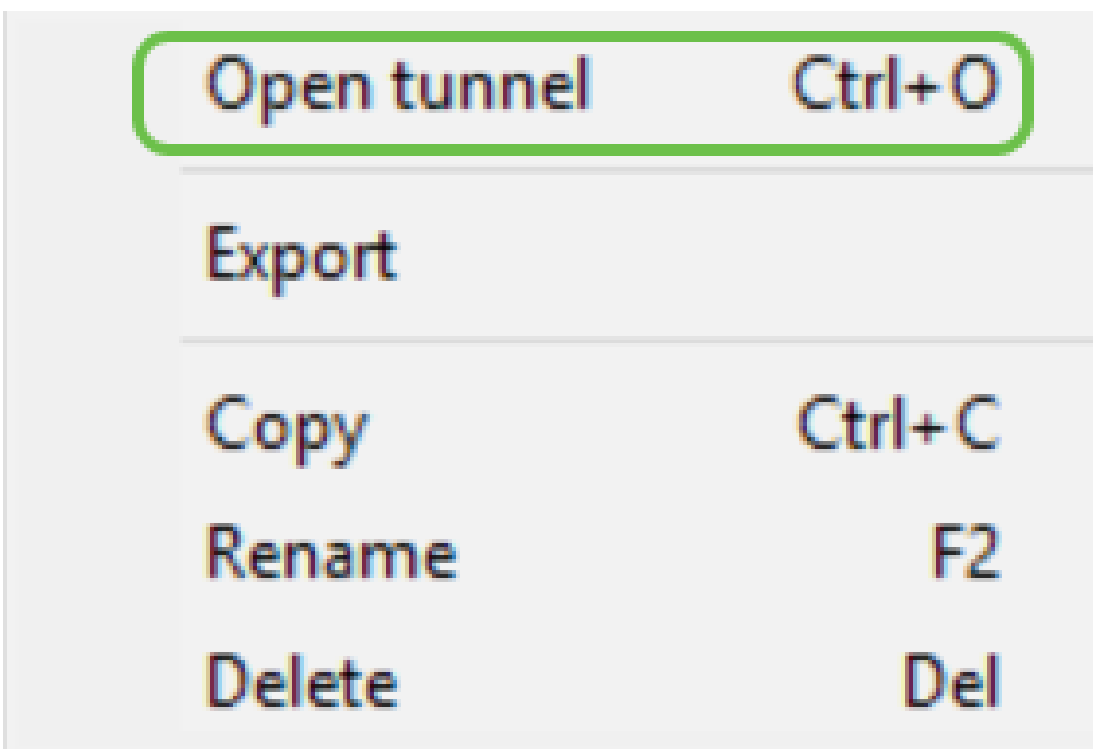 Open tunnel Ctrl+O
Export
Copy Ctrl+C
Rename F2
Delete Del